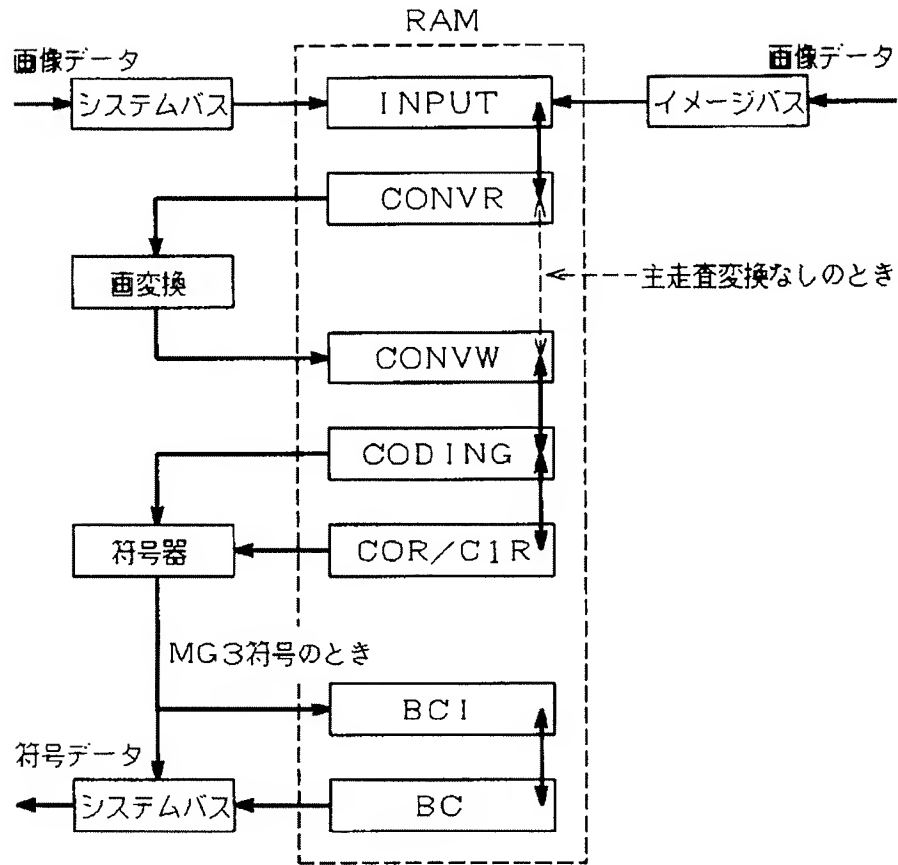 RAM
画像データ
画像データ
システムバス
INPUT
イメージバス
CONVR
画変換
主走査変換なしのとき
CONVW
CODING
符号器
COR/C1R
MG3符号のとき
BCI
符号データ
システムバス
BC